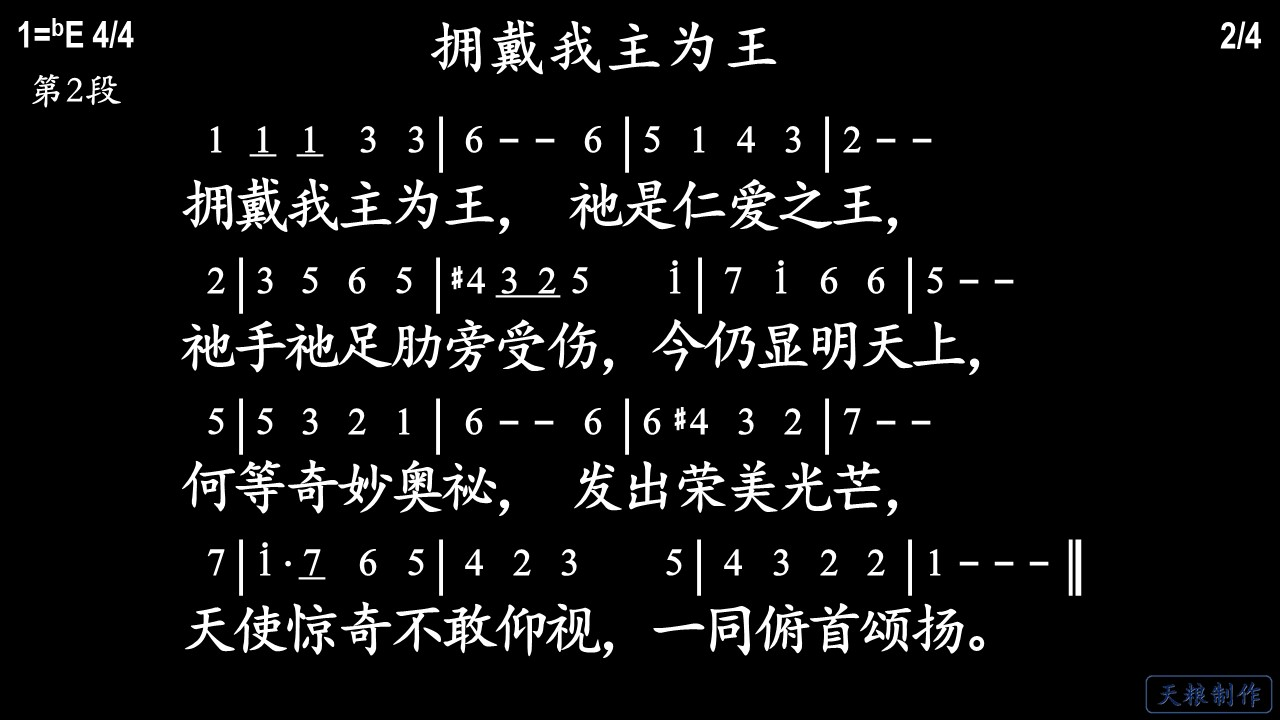 1=ᵇE 4/4 拥戴我主为王 2/4
第2段
1 1 1 3 3 | 6 – – 6 | 5 1 4 3 | 2 – –
拥戴我主为王， 祂是仁爱之王，
2 | 3 5 6 5 | #4 3 2 5 i | 7 i 6 6 | 5 – –
祂手祂足肋旁受伤，今仍显明天上，
5 | 5 3 2 1 | 6 – – 6 | 6 #4 3 2 | 7 – –
何等奇妙奥祕， 发出荣美光芒，
7 | i · 7 6 5 | 4 2 3 5 | 4 3 2 2 | 1 – – – ‖
天使惊奇不敢仰视，一同俯首颂扬。
天粮制作